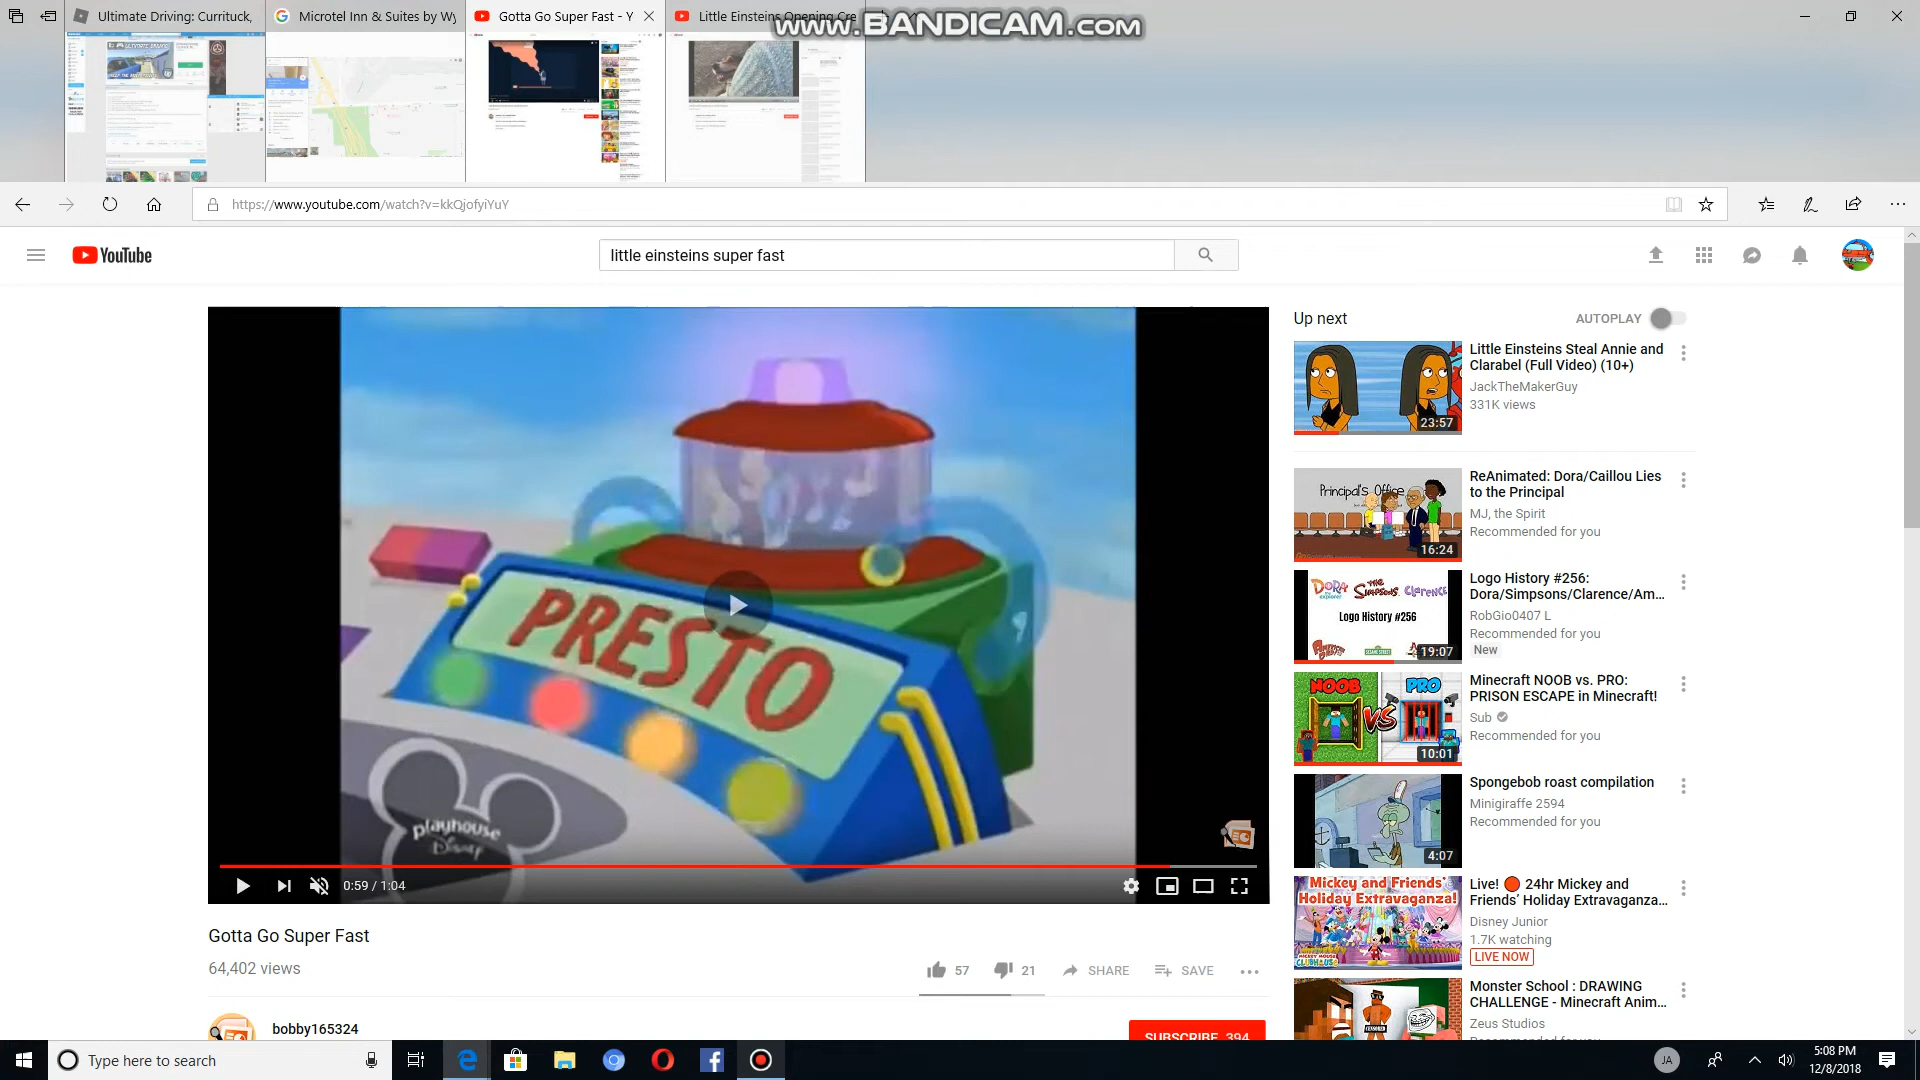 Ultimate Driving: Currituck,
Microtel Inn & Suites by Wy
Gotta Go Super Fast - Y
Little Einsteins Opening Cre
www.BANDICAM.com
https://www.youtube.com/watch?v=kkQjofyiYuY
YouTube
little einsteins super fast
PRESTO
playhouse
Disney
0:59 / 1:04
Gotta Go Super Fast
64,402 views
57
21
SHARE
SAVE
bobby165324
SUBSCRIBE 394
Up next
AUTOPLAY
Little Einsteins Steal Annie and
Clarabel (Full Video) (10+)
JackTheMakerGuy
331K views
23:57
Principal's Office
ReAnimated: Dora/Caillou Lies
to the Principal
MJ, the Spirit
Recommended for you
16:24
DORA
the explorer
THE SIMPSONS
CLARENCE
Logo History #256
Logo History #256:
Dora/Simpsons/Clarence/Am...
RobGio0407 L
Recommended for you
New
19:07
NOOB
PRO
VS
Minecraft NOOB vs. PRO:
PRISON ESCAPE in Minecraft!
Sub
Recommended for you
10:01
Spongebob roast compilation
Minigiraffe 2594
Recommended for you
4:07
Mickey and Friends'
Holiday Extravaganza!
Live! 🔴 24hr Mickey and
Friends' Holiday Extravaganza...
Disney Junior
1.7K watching
LIVE NOW
CENSORED
Monster School : DRAWING
CHALLENGE - Minecraft Anim...
Zeus Studios
Type here to search
JA
5:08 PM
12/8/2018